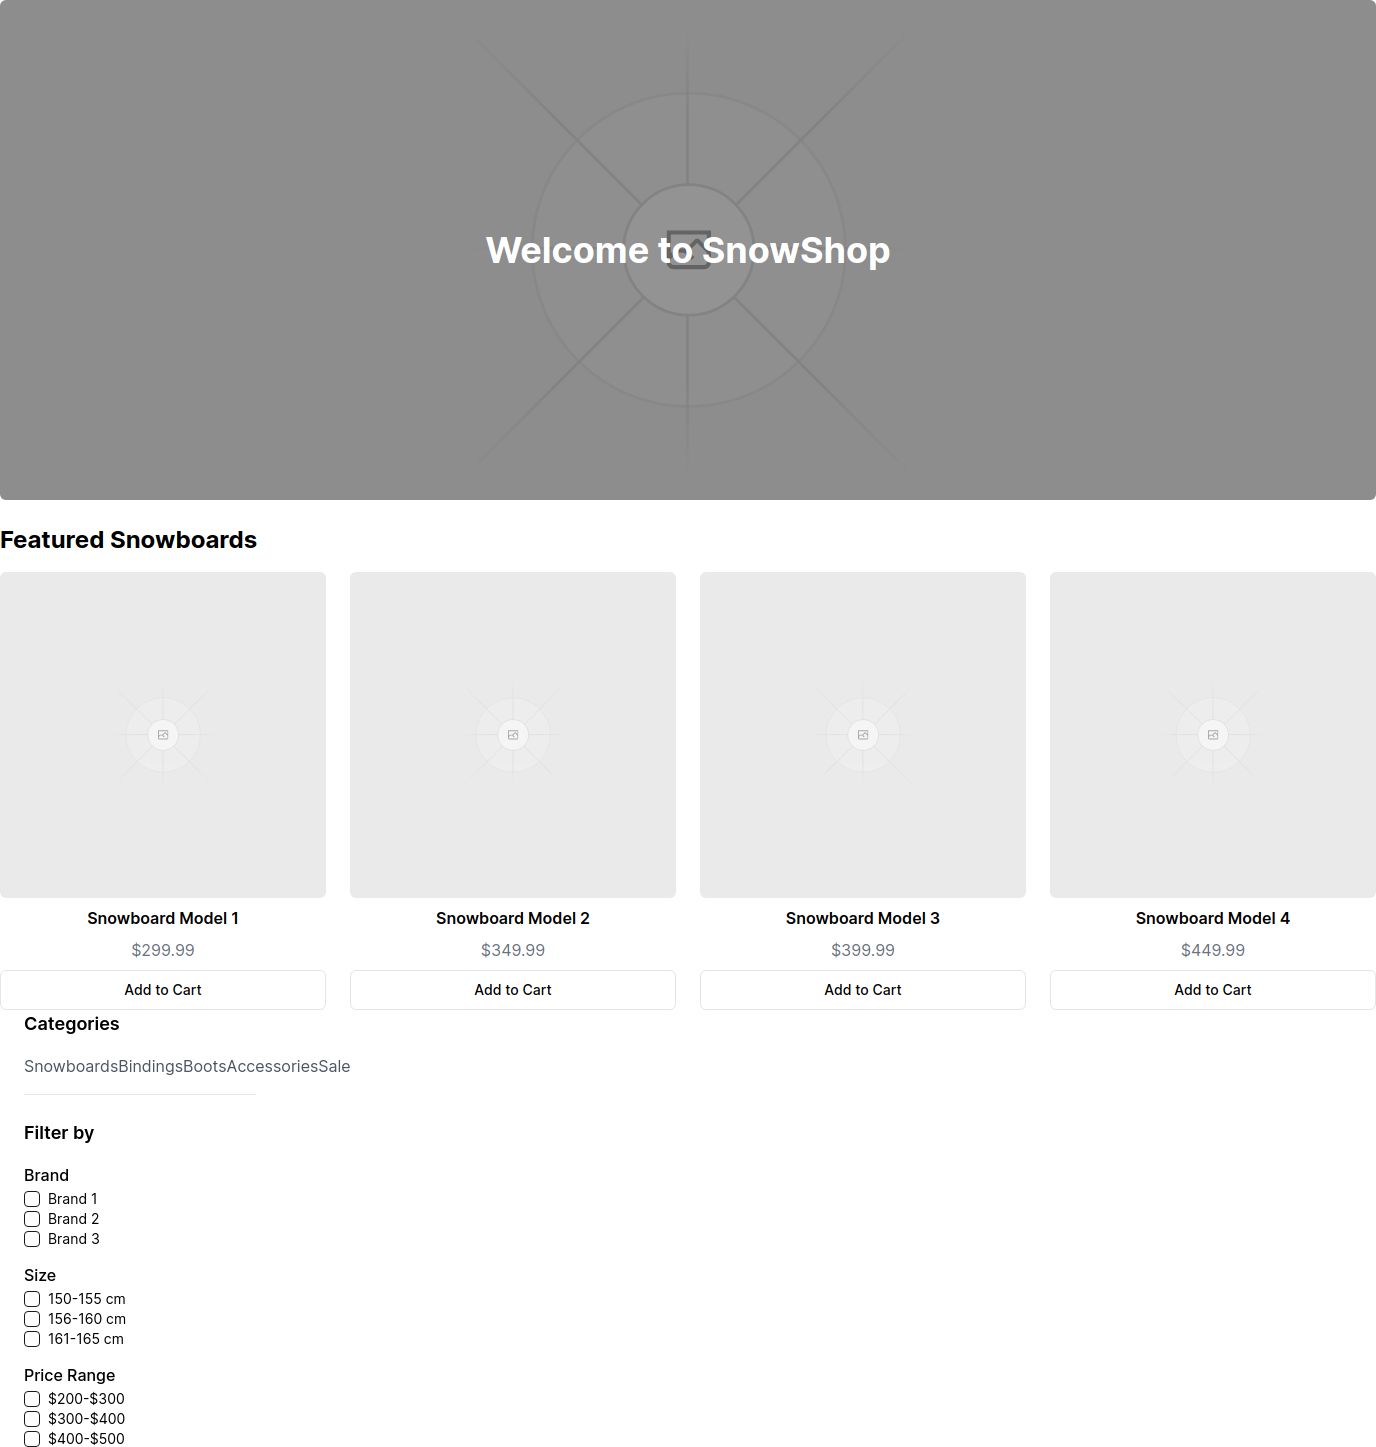 Welcome to SnowShop
Featured Snowboards
Snowboard Model 1
$299.99
Add to Cart
Snowboard Model 2
$349.99
Add to Cart
Snowboard Model 3
$399.99
Add to Cart
Snowboard Model 4
$449.99
Add to Cart
Categories
SnowboardsBindingsBootsAccessoriesSale
Filter by
Brand
Brand 1
Brand 2
Brand 3
Size
150-155 cm
156-160 cm
161-165 cm
Price Range
$200-$300
$300-$400
$400-$500